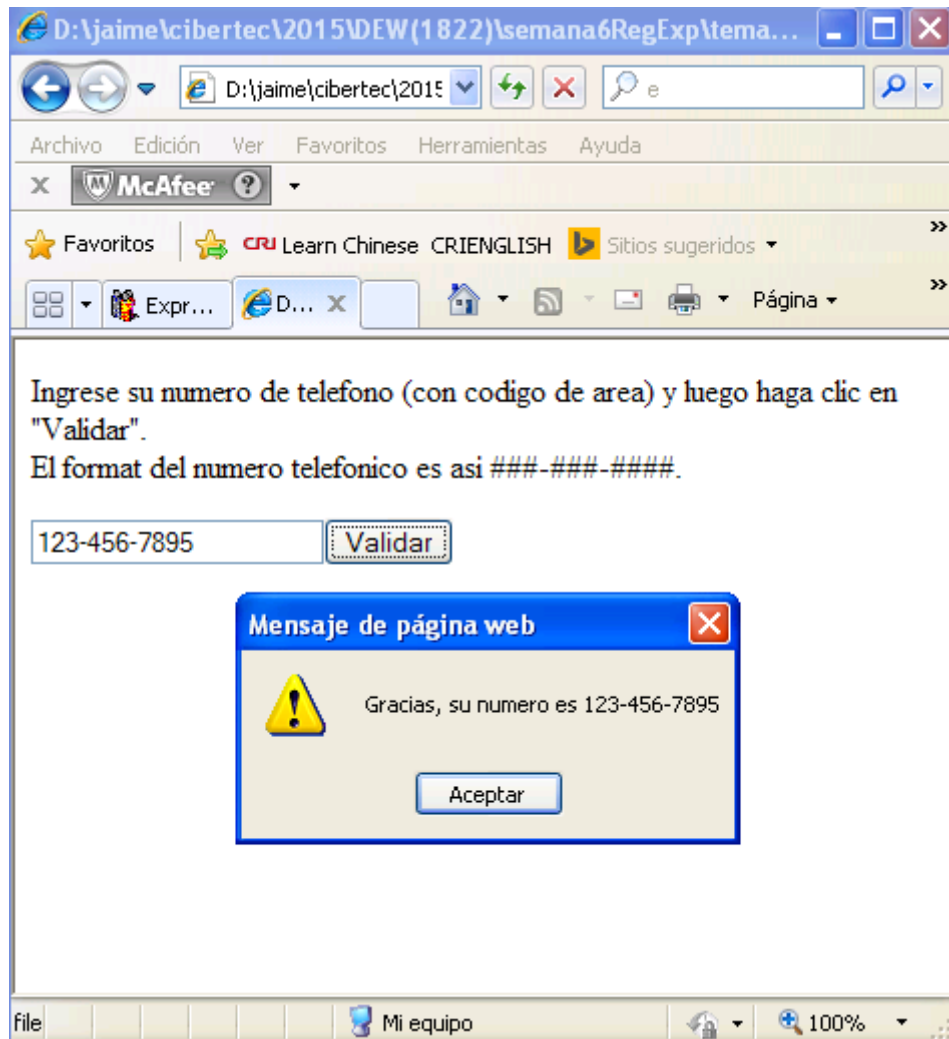 D:\jaime\cibertec\2015\DEW(1822)\semana6RegExp\tema...
D:\jaime\cibertec\2015 e
Archivo Edición Ver Favoritos Herramientas Ayuda
x McAfee ?
Favoritos CRI Learn Chinese CRIENGLISH Sitios sugeridos »
Expr... D... x Página »
Ingrese su numero de telefono (con codigo de area) y luego haga clic en
"Validar".
El format del numero telefonico es asi ###-###-####.
123-456-7895 Validar
Mensaje de página web
Gracias, su numero es 123-456-7895
Aceptar
file Mi equipo 100%